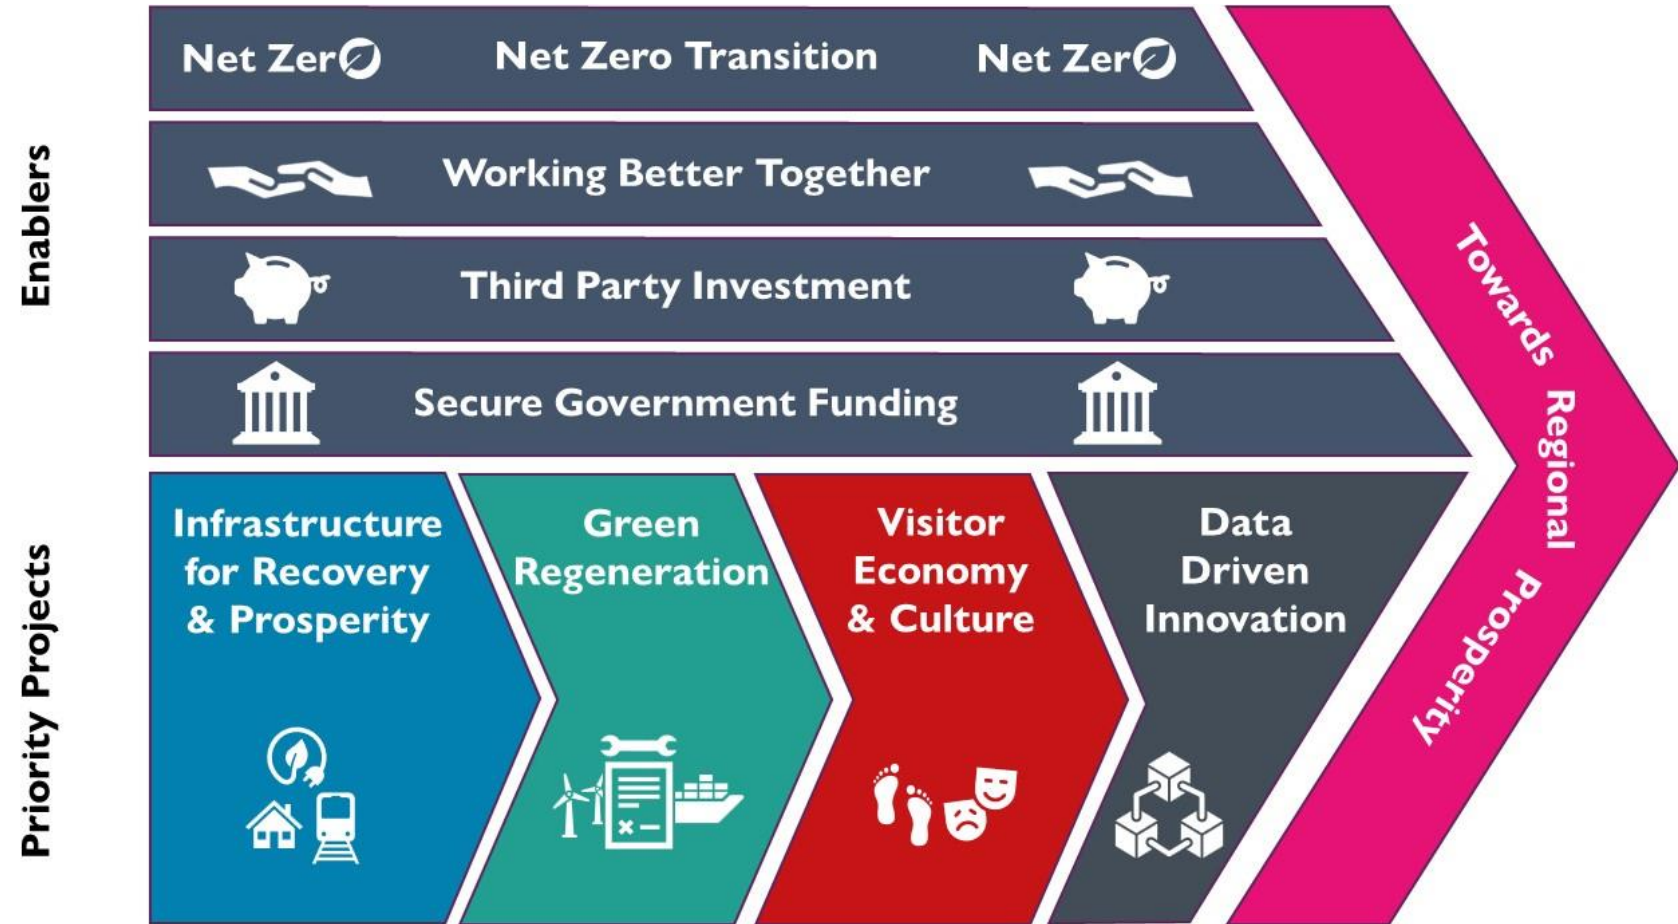 Enablers
Net Zero
Net Zero Transition
Net Zero
Working Better Together
Third Party Investment
Secure Government Funding
Priority Projects
Infrastructure
for Recovery
& Prosperity
Green
Regeneration
Visitor
Economy
& Culture
Data
Driven
Innovation
Towards Regional Prosperity